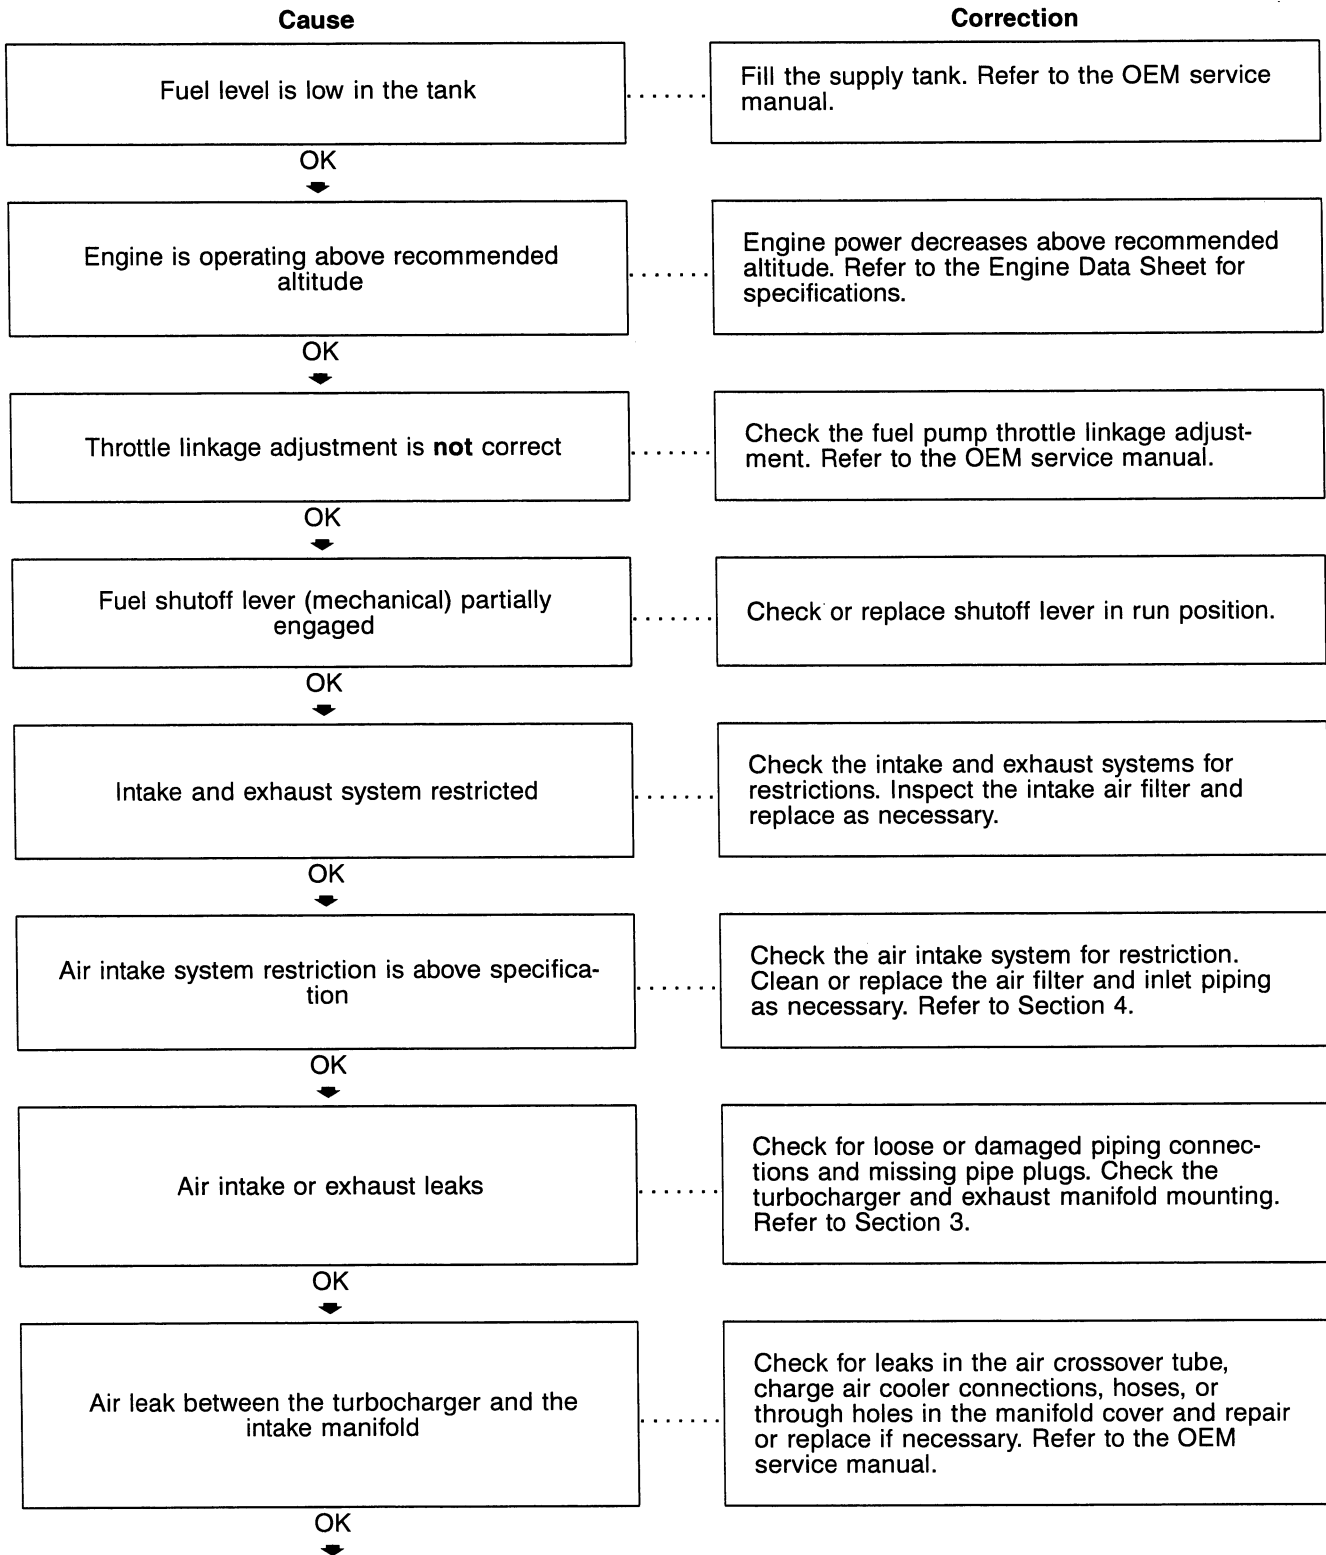 Cause
Correction
Fuel level is low in the tank
.......
Fill the supply tank. Refer to the OEM service
manual.
OK
Engine is operating above recommended
altitude
.......
Engine power decreases above recommended
altitude. Refer to the Engine Data Sheet for
specifications.
OK
Throttle linkage adjustment is not correct
.......
Check the fuel pump throttle linkage adjust-
ment. Refer to the OEM service manual.
OK
Fuel shutoff lever (mechanical) partially
engaged
.......
Check or replace shutoff lever in run position.
OK
Intake and exhaust system restricted
.......
Check the intake and exhaust systems for
restrictions. Inspect the intake air filter and
replace as necessary.
OK
Air intake system restriction is above specifica-
tion
.......
Check the air intake system for restriction.
Clean or replace the air filter and inlet piping
as necessary. Refer to Section 4.
OK
Air intake or exhaust leaks
.......
Check for loose or damaged piping connec-
tions and missing pipe plugs. Check the
turbocharger and exhaust manifold mounting.
Refer to Section 3.
OK
Air leak between the turbocharger and the
intake manifold
.......
Check for leaks in the air crossover tube,
charge air cooler connections, hoses, or
through holes in the manifold cover and repair
or replace if necessary. Refer to the OEM
service manual.
OK